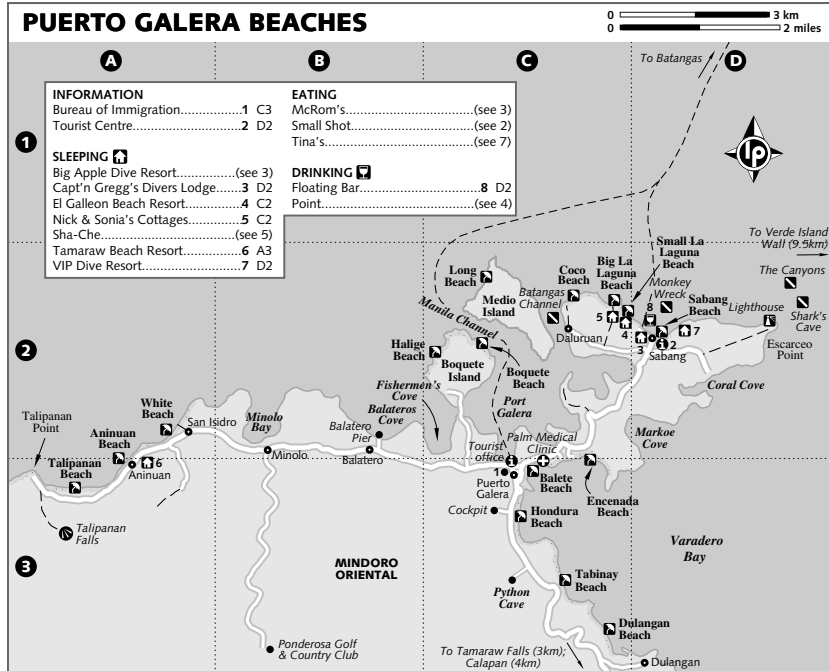 PUERTO GALERA BEACHES
0 3 km
0 2 miles
A
B
C
D
1
2
3
INFORMATION
Bureau of Immigration..................1 C3
Tourist Centre.............................2 D2
SLEEPING
Big Apple Dive Resort................(see 3)
Capt'n Gregg's Divers Lodge....3 D2
El Galleon Beach Resort............4 C2
Nick & Sonia's Cottages............5 C2
Sha-Che...................................(see 5)
Tamaraw Beach Resort.............6 A3
VIP Dive Resort..........................7 D2
EATING
McRom's..................................(see 3)
Small Shot...............................(see 2)
Tina's.......................................(see 7)
DRINKING
Floating Bar................................8 D2
Point........................................(see 4)
To Batangas
lp
To Verde Island
Wall (9.5km)
Small La
Laguna
Beach
Big La
Laguna
Beach
Coco
Beach
Long
Beach
Batangas
Channel
Medio
Island
Monkey
Wreck
The Canyons
Sabang
Beach
Lighthouse
Shark's
Cave
Escarceo
Point
8
5
4
7
3
2
Sabang
Daluruan
Manila Channel
Halige
Beach
Boquete
Island
Boquete
Beach
Coral Cove
Port
Galera
Fishermen's
Cove
Balateros
Cove
Markoe
Cove
White
Beach
San Isidro
Minolo
Bay
Balatero
Pier
Talipanan
Point
Aninuan
Beach
6
Aninuan
Talipanan
Beach
Minolo
Balatero
Tourist
office
Palm Medical
Clinic
1
Puerto
Galera
Balete
Beach
Encenada
Beach
Cockpit
Hondura
Beach
Talipanan
Falls
MINDORO
ORIENTAL
Varadero
Bay
Python
Cave
Tabinay
Beach
Dulangan
Beach
Ponderosa Golf
& Country Club
To Tamaraw Falls (3km);
Calapan (4km)
Dulangan